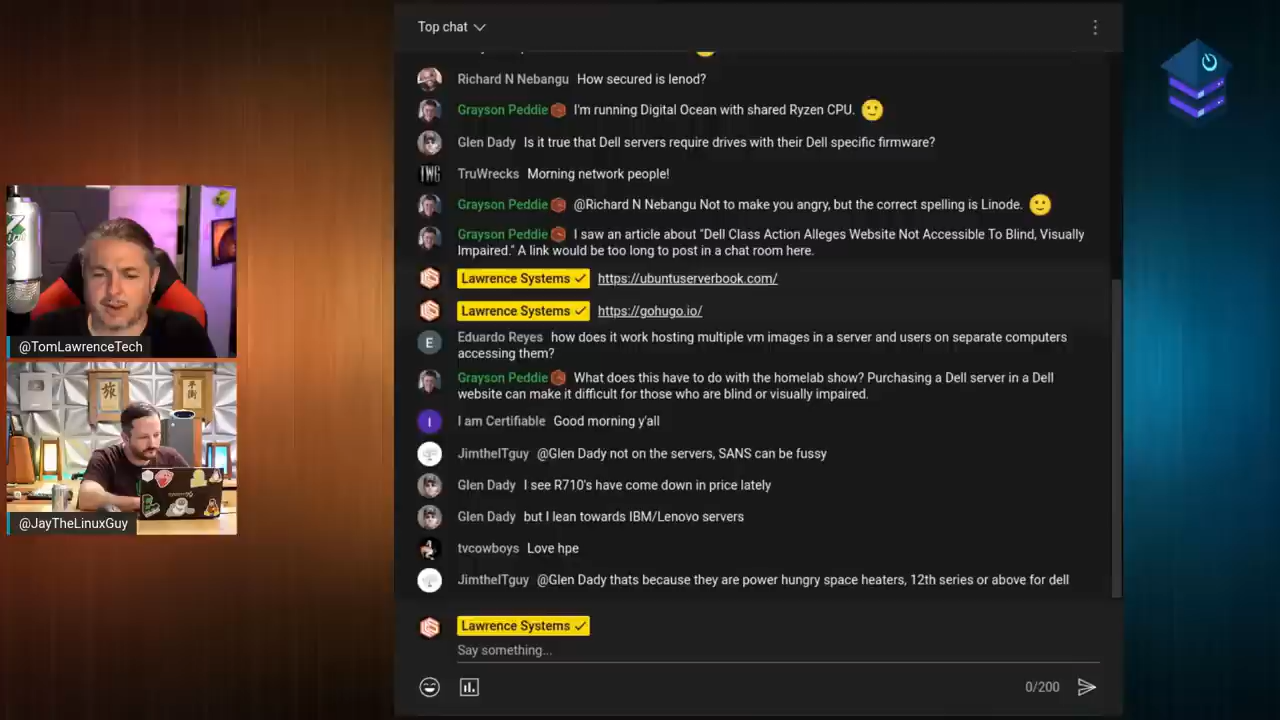 Top chat
Richard N Nebangu How secured is lenod?
Grayson Peddie I'm running Digital Ocean with shared Ryzen CPU.
Glen Dady Is it true that Dell servers require drives with their Dell specific firmware?
TruWrecks Morning network people!
Grayson Peddie @Richard N Nebangu Not to make you angry, but the correct spelling is Linode.
Grayson Peddie I saw an article about "Dell Class Action Alleges Website Not Accessible To Blind, Visually
Impaired." A link would be too long to post in a chat room here.
Lawrence Systems https://ubuntuserverbook.com/
Lawrence Systems https://gohugo.io/
E Eduardo Reyes how does it work hosting multiple vm images in a server and users on separate computers
accessing them?
Grayson Peddie What does this have to do with the homelab show? Purchasing a Dell server in a Dell
website can make it difficult for those who are blind or visually impaired.
I I am Certifiable Good morning y'all
JimtheITguy @Glen Dady not on the servers, SANS can be fussy
Glen Dady I see R710's have come down in price lately
Glen Dady but I lean towards IBM/Lenovo servers
tvcowboys Love hpe
JimtheITguy @Glen Dady thats because they are power hungry space heaters, 12th series or above for dell
Lawrence Systems
Say something...
0/200
@TomLawrenceTech
@JayTheLinuxGuy